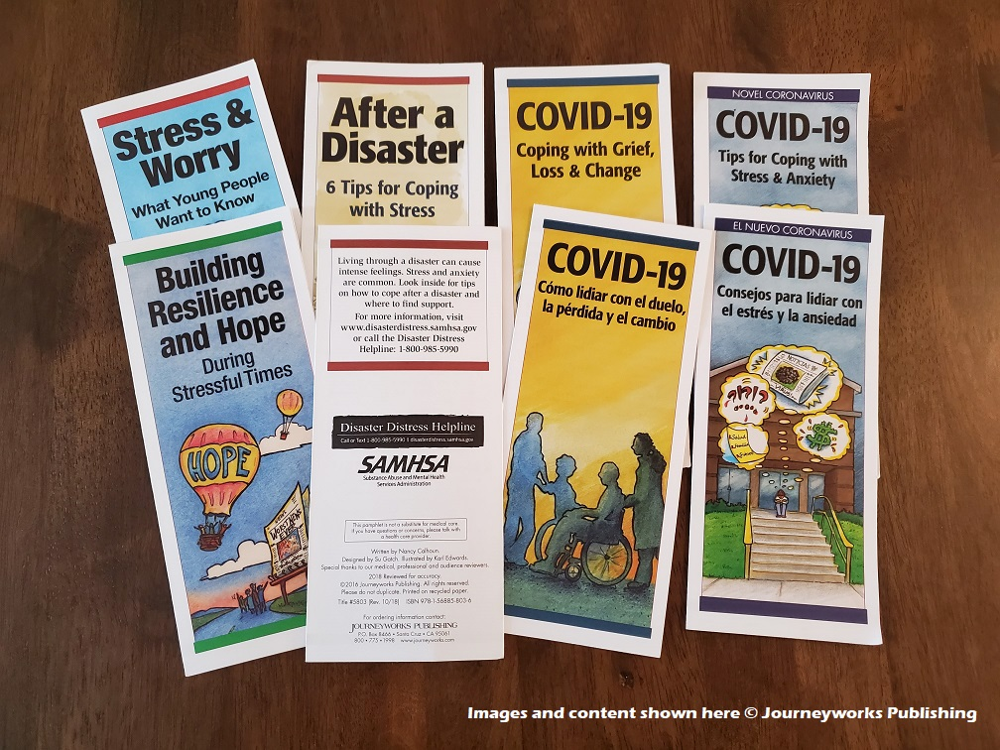 Stress &
Worry
What Young People
Want to Know
After a
Disaster
6 Tips for Coping
with Stress
COVID-19
Coping with Grief,
Loss & Change
NOVEL CORONAVIRUS
COVID-19
Tips for Coping with
Stress & Anxiety
Building
Resilience
and Hope
During
Stressful Times
HOPE
Living through a disaster can cause
intense feelings. Stress and anxiety
are common. Look inside for tips
on how to cope after a disaster and
where to find support.
For more information, visit
www.disasterdistress.samhsa.gov
or call the Disaster Distress
Helpline: 1-800-985-5990
Disaster Distress Helpline
Call or Text 1-800-985-5990 | disasterdistress.samhsa.gov
SAMHSA
Substance Abuse and Mental Health
Services Administration
This pamphlet is not a substitute for medical care.
If you have questions or concerns, please talk with
a health care provider.
Written by Nancy Calhoun.
Designed by Su Gatch. Illustrated by Karl Edwards.
Special thanks to our medical, professional and audience reviewers.
2018 Reviewed for accuracy.
©2016 Journeyworks Publishing. All rights reserved.
Please do not duplicate. Printed on recycled paper.
Title #5803 (Rev. 10/18) ISBN 978-1-56885-803-6
For ordering information contact:
JOURNEYWORKS PUBLISHING
P.O. Box 8466 • Santa Cruz • CA 95061
800 • 775 • 1998 www.journeyworks.com
COVID-19
Cómo lidiar con el duelo,
la pérdida y el cambio
EL NUEVO CORONAVIRUS
COVID-19
Consejos para lidiar con
el estrés y la ansiedad
NOTICIAS
VIRUS
Images and content shown here © Journeyworks Publishing